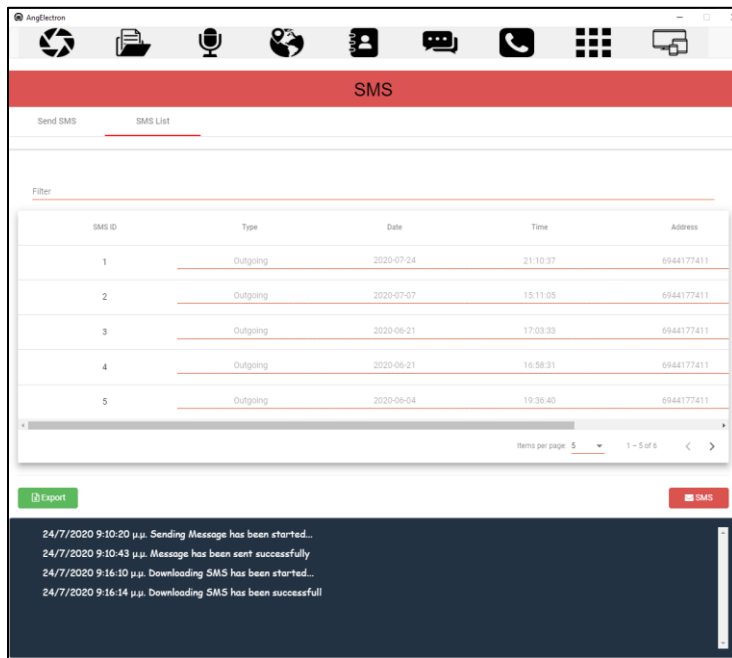 AngElectron
SMS
Send SMS SMS List
Filter
SMS ID Type Date Time Address
1 Outgoing 2020-07-24 21:10:37 6944177411
2 Outgoing 2020-07-07 15:11:05 6944177411
3 Outgoing 2020-06-21 17:03:33 6944177411
4 Outgoing 2020-06-21 16:58:31 6944177411
5 Outgoing 2020-06-04 19:36:40 6944177411
Items per page: 5 1 – 5 of 6
Export SMS
24/7/2020 9:10:20 μ.μ. Sending Message has been started...
24/7/2020 9:10:43 μ.μ. Message has been sent successfully
24/7/2020 9:16:10 μ.μ. Downloading SMS has been started...
24/7/2020 9:16:14 μ.μ. Downloading SMS has been successfull